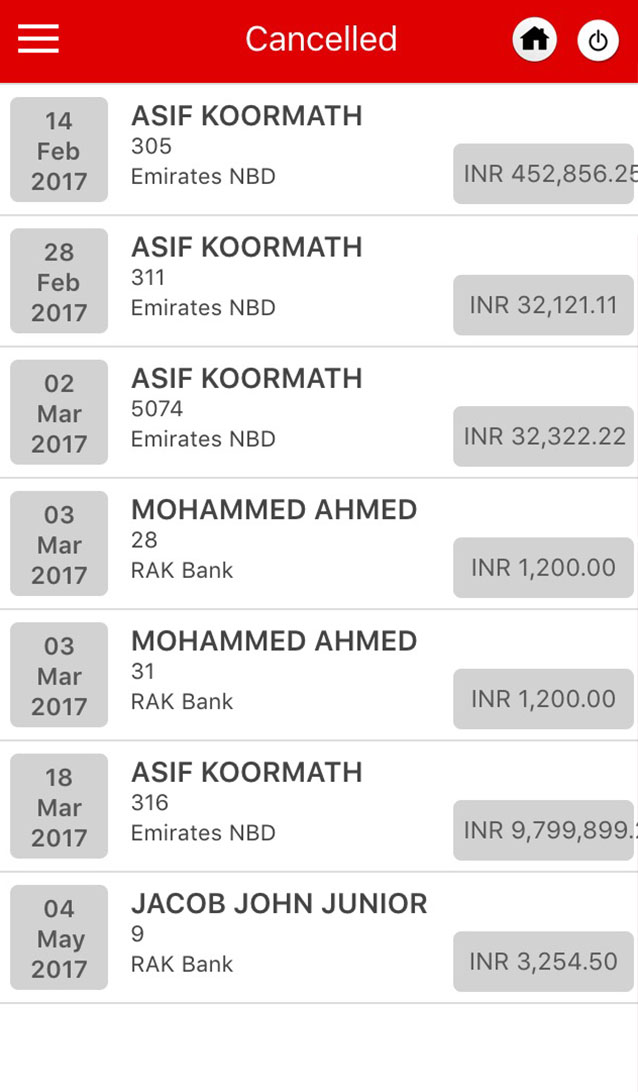 Cancelled
14
Feb
2017
ASIF KOORMATH
305
Emirates NBD
INR 452,856.25
28
Feb
2017
ASIF KOORMATH
311
Emirates NBD
INR 32,121.11
02
Mar
2017
ASIF KOORMATH
5074
Emirates NBD
INR 32,322.22
03
Mar
2017
MOHAMMED AHMED
28
RAK Bank
INR 1,200.00
03
Mar
2017
MOHAMMED AHMED
31
RAK Bank
INR 1,200.00
18
Mar
2017
ASIF KOORMATH
316
Emirates NBD
INR 9,799,899.
04
May
2017
JACOB JOHN JUNIOR
9
RAK Bank
INR 3,254.50